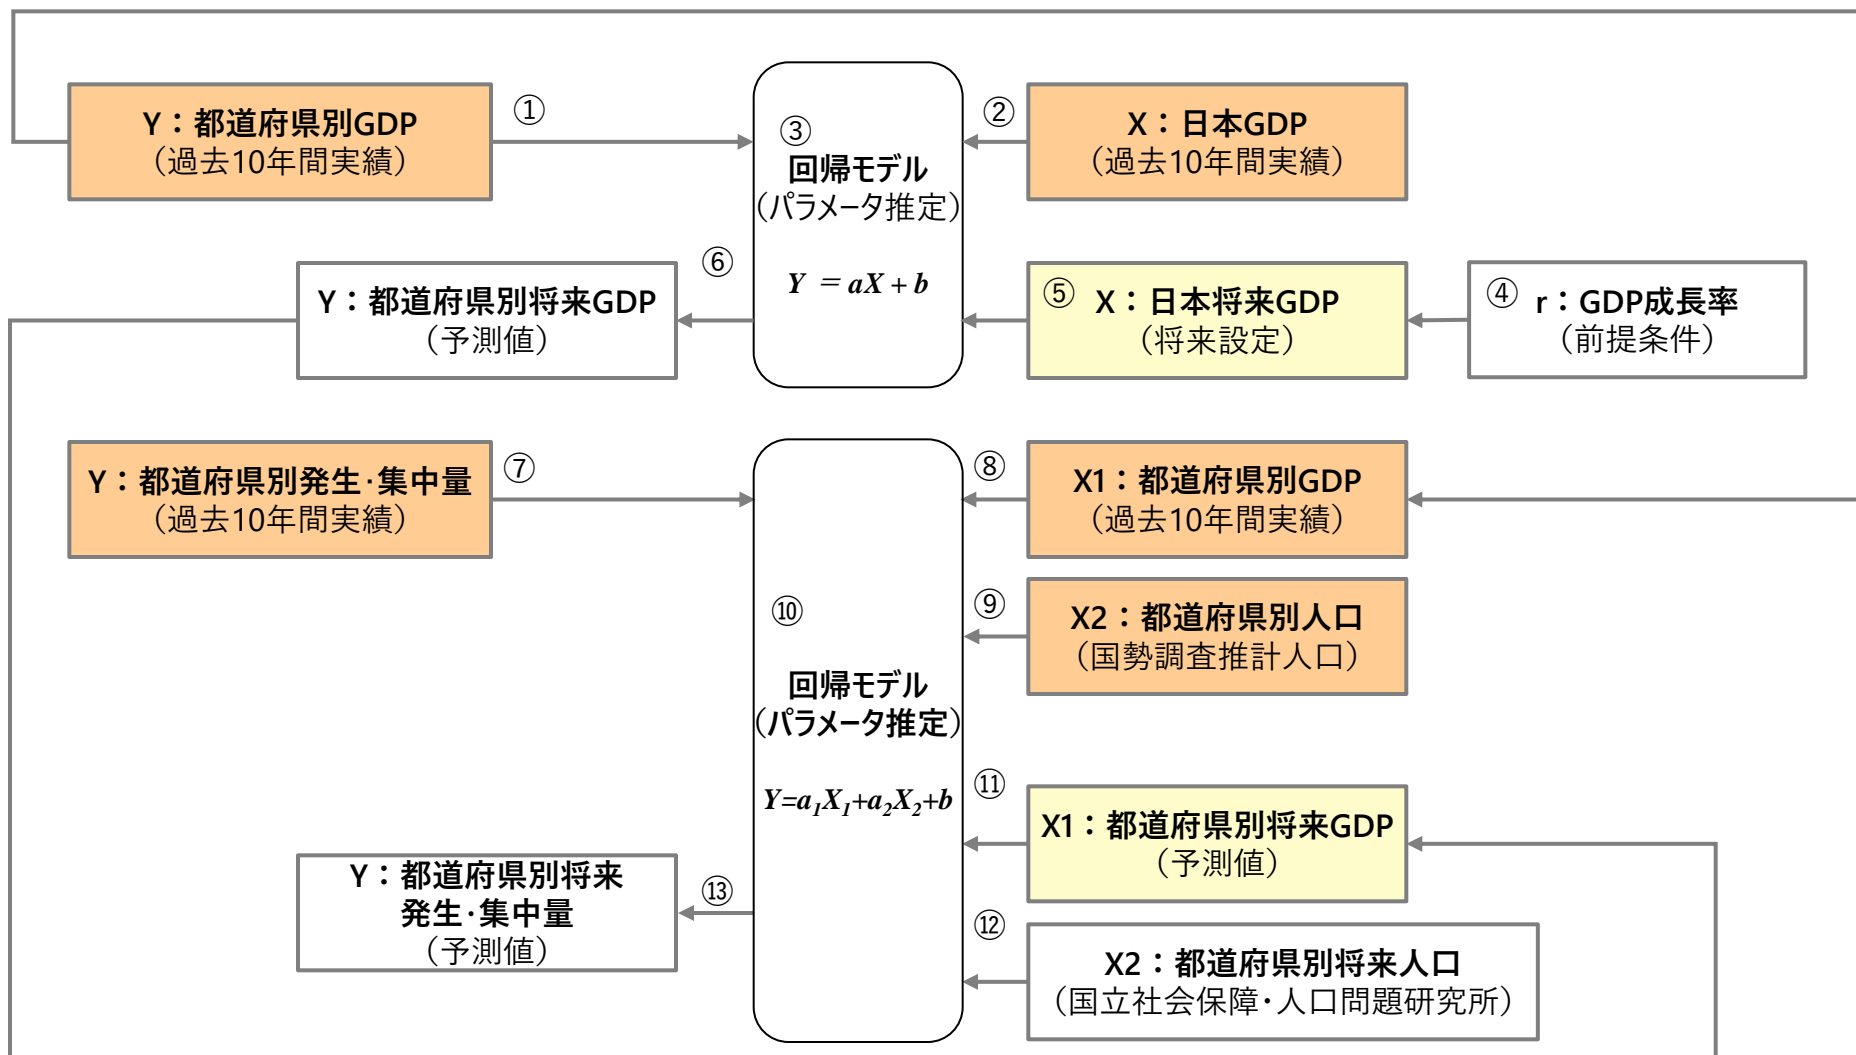 Y：都道府県別GDP
（過去10年間実績）
①
③
回帰モデル
（パラメータ推定）
Y ＝ aX + b
②
X：日本GDP
（過去10年間実績）
Y：都道府県別将来GDP
（予測値）
⑥
⑤ X：日本将来GDP
（将来設定）
④ r：GDP成長率
（前提条件）
Y：都道府県別発生･集中量
（過去10年間実績）
⑦
⑧
X1：都道府県別GDP
（過去10年間実績）
⑨
X2：都道府県別人口
（国勢調査推計人口）
⑩
回帰モデル
（パラメータ推定）
Y=a₁X₁+a₂X₂+b
⑪
X1：都道府県別将来GDP
（予測値）
Y：都道府県別将来
発生･集中量
（予測値）
⑬
⑫
X2：都道府県別将来人口
（国立社会保障･人口問題研究所）